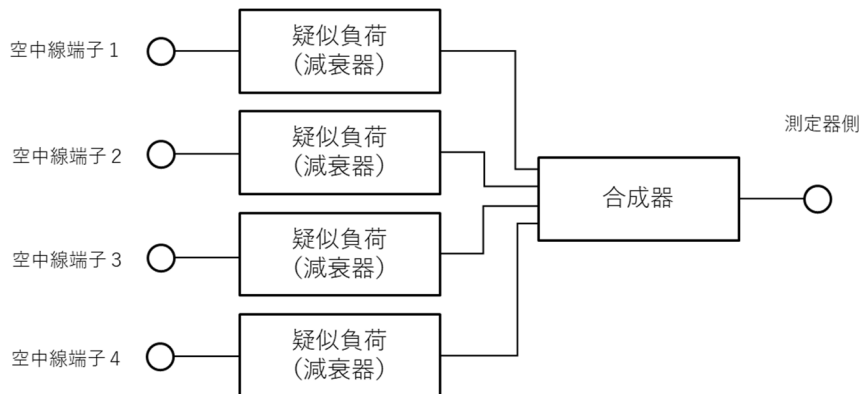 空中線端子1
疑似負荷
(減衰器)
空中線端子2
疑似負荷
(減衰器)
空中線端子3
疑似負荷
(減衰器)
空中線端子4
疑似負荷
(減衰器)
合成器
測定器側